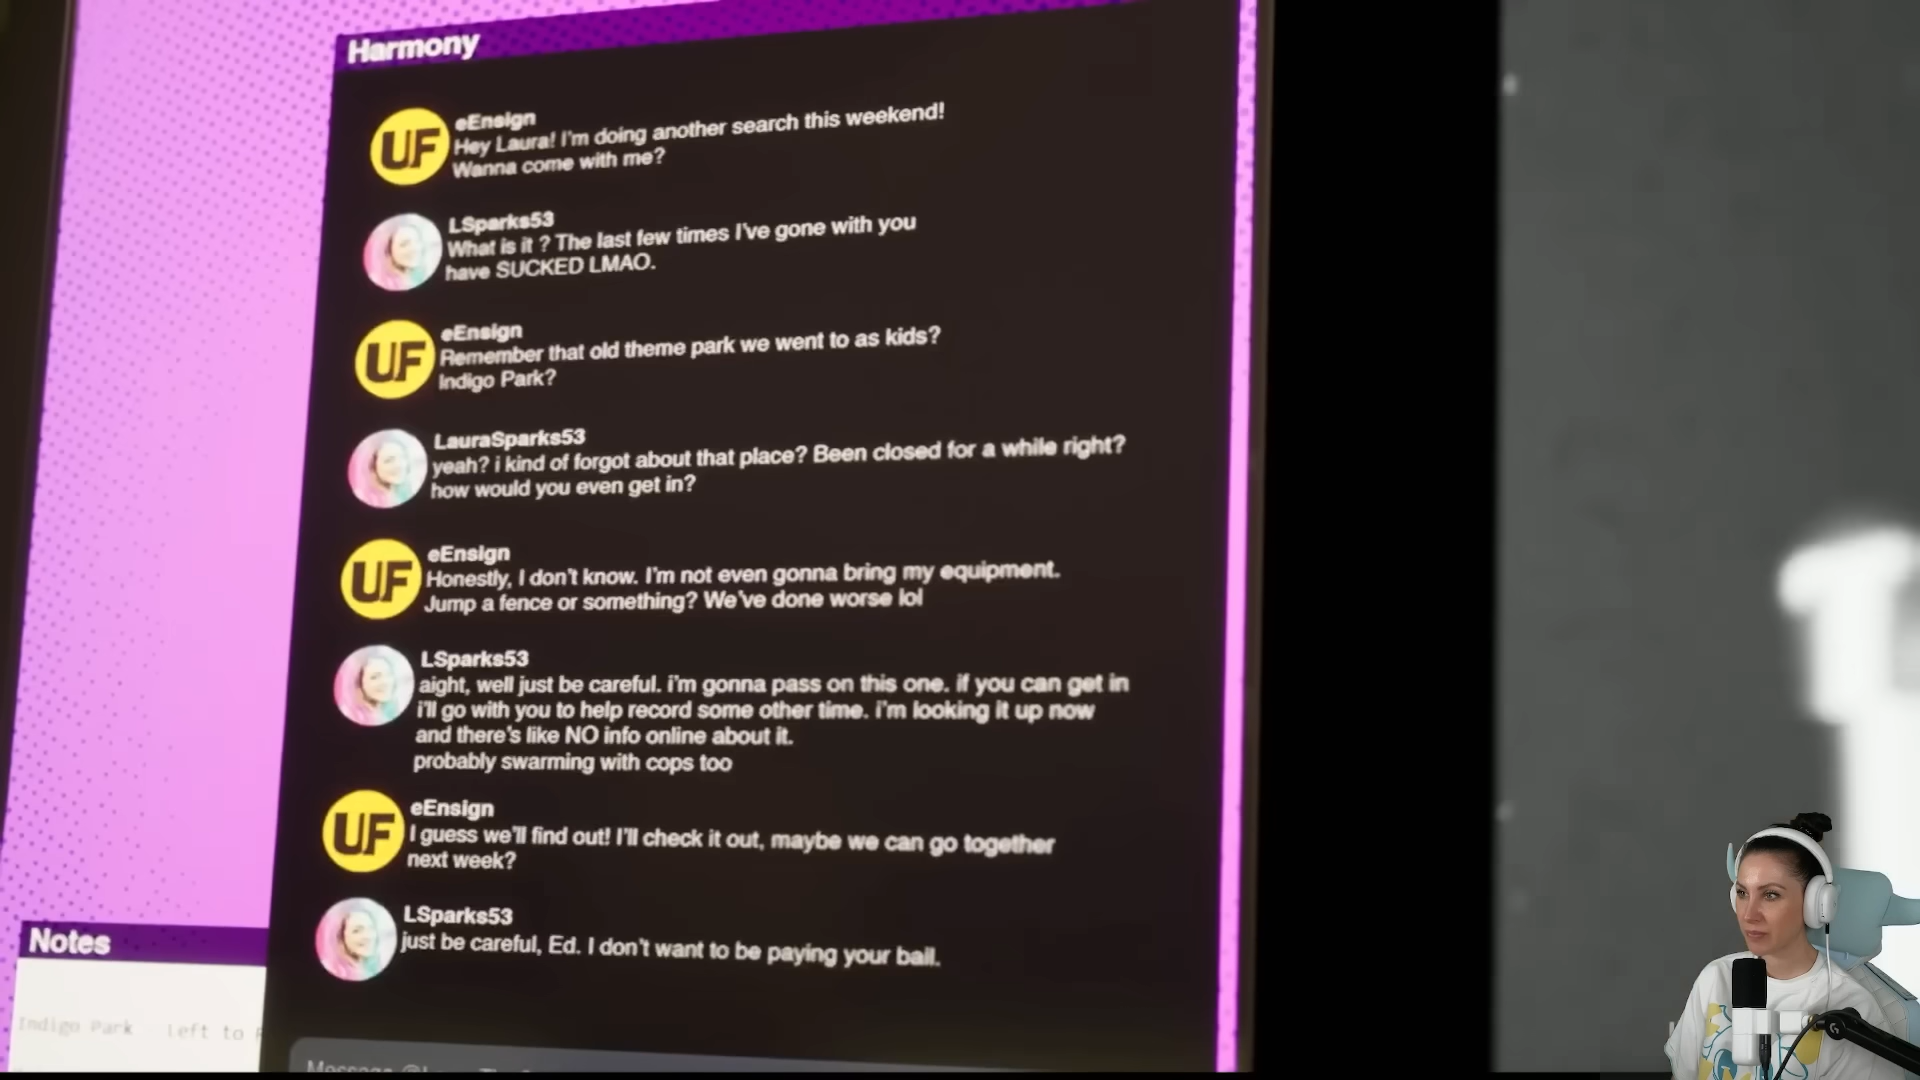 Harmony
UF
eEnsign
Hey Laura! I'm doing another search this weekend!
Wanna come with me?
LSparks53
What is it ? The last few times I've gone with you
have SUCKED LMAO.
UF
eEnsign
Remember that old theme park we went to as kids?
Indigo Park?
LauraSparks53
yeah? i kind of forgot about that place? Been closed for a while right?
how would you even get in?
UF
eEnsign
Honestly, I don't know. I'm not even gonna bring my equipment.
Jump a fence or something? We've done worse lol
LSparks53
aight, well just be careful. i'm gonna pass on this one. if you can get in
i'll go with you to help record some other time. i'm looking it up now
and there's like NO info online about it.
probably swarming with cops too
UF
eEnsign
I guess we'll find out! I'll check it out, maybe we can go together
next week?
LSparks53
just be careful, Ed. I don't want to be paying your bail.
Notes
Indigo Park Left to
Message